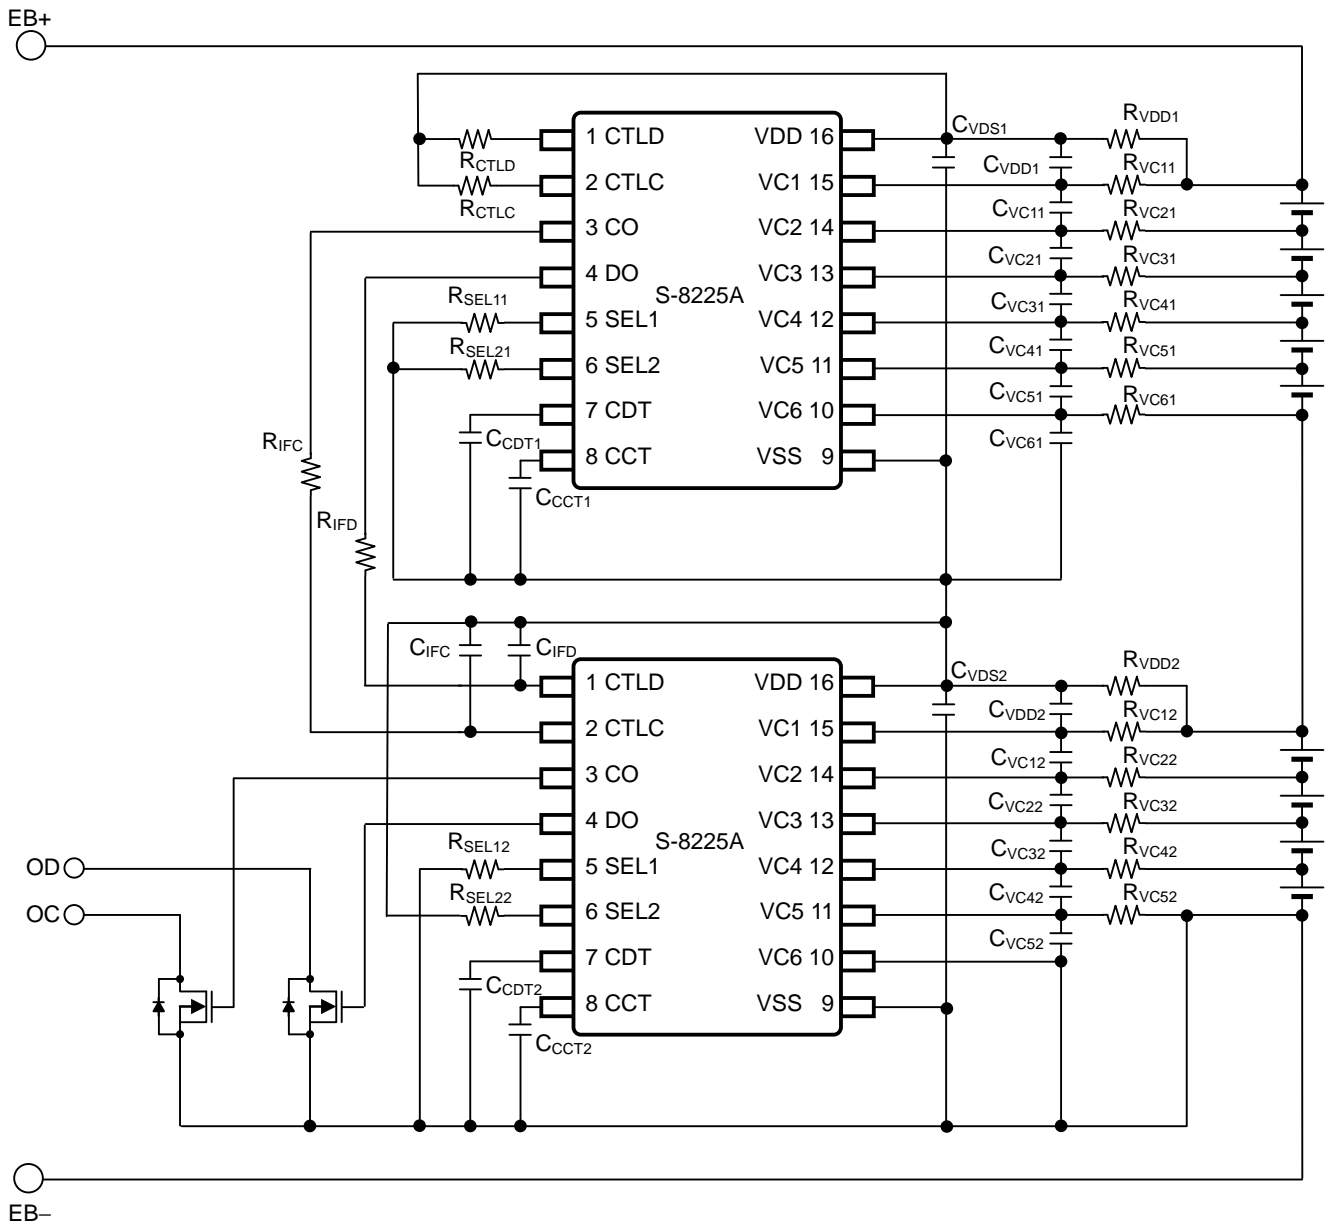 EB+
1 CTLD VDD 16
2 CTLC VC1 15
3 CO VC2 14
4 DO VC3 13
S-8225A
5 SEL1 VC4 12
6 SEL2 VC5 11
7 CDT VC6 10
8 CCT VSS 9
RCTLD
RCTLC
RSEL11
RSEL21
CCDT1
CCCT1
RIFC
RIFD
CVDS1
CVDD1
CVC11
CVC21
CVC31
CVC41
CVC51
CVC61
RVDD1
RVC11
RVC21
RVC31
RVC41
RVC51
RVC61
CIFC
CIFD
1 CTLD VDD 16
2 CTLC VC1 15
3 CO VC2 14
4 DO VC3 13
S-8225A
5 SEL1 VC4 12
6 SEL2 VC5 11
7 CDT VC6 10
8 CCT VSS 9
RSEL12
RSEL22
CCDT2
CCCT2
CVDS2
CVDD2
CVC12
CVC22
CVC32
CVC42
CVC52
RVDD2
RVC12
RVC22
RVC32
RVC42
RVC52
OD
OC
EB−